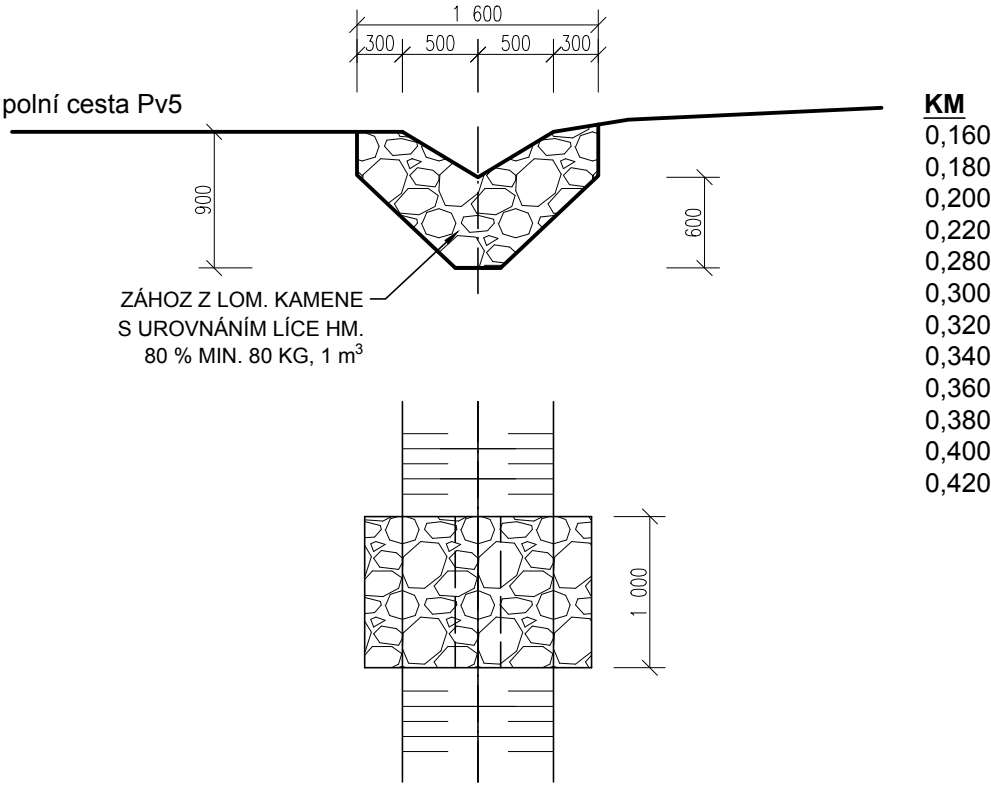 1 600
300 500 500 300
polní cesta Pv5
900
600
ZÁHOZ Z LOM. KAMENE
S UROVNÁNÍM LÍCE HM.
80 % MIN. 80 KG, 1 m³
1 000
KM
0,160
0,180
0,200
0,220
0,280
0,300
0,320
0,340
0,360
0,380
0,400
0,420